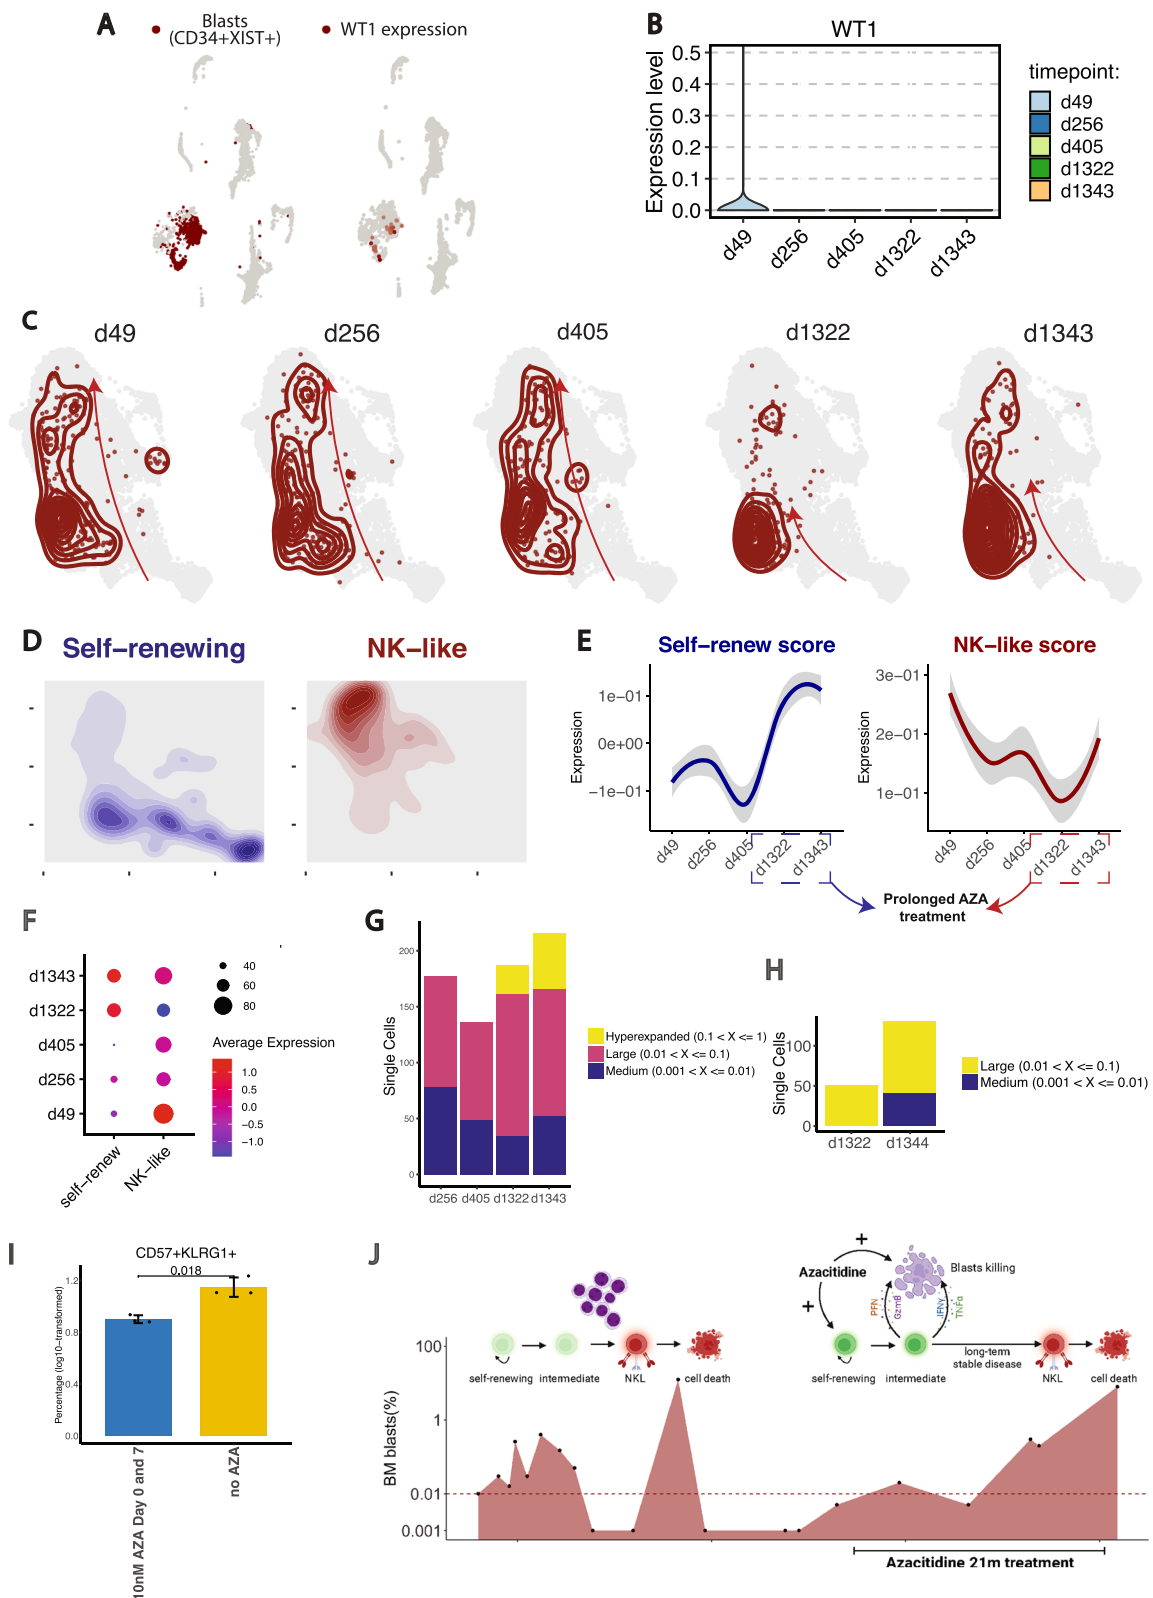 A
Blasts
(CD34+XIST+)
WT1 expression
B
WT1
Expression level
0.5
0.4
0.3
0.2
0.1
0.0
d49
d256
d405
d1322
d1343
timepoint:
d49
d256
d405
d1322
d1343
C
d49
d256
d405
d1322
d1343
D
Self-renewing
NK-like
E
Self-renew score
NK-like score
Expression
1e-01
0e+00
-1e-01
d49
d256
d405
d1322
d1343
Expression
3e-01
2e-01
1e-01
d49
d256
d405
d1322
d1343
Prolonged AZA
treatment
F
d1343
d1322
d405
d256
d49
self-renew
NK-like
40
60
80
Average Expression
1.0
0.5
0.0
-0.5
-1.0
G
Single Cells
200
150
100
50
0
d256
d405
d1322
d1343
Hyperexpanded (0.1 < X <= 1)
Large (0.01 < X <= 0.1)
Medium (0.001 < X <= 0.01)
H
Single Cells
100
50
0
d1322
d1344
Large (0.01 < X <= 0.1)
Medium (0.001 < X <= 0.01)
I
CD57+KLRG1+
0.018
Percentage (log10-transformed)
1.2
0.8
0.4
0.0
10nM AZA Day 0 and 7
no AZA
J
+
Azacitidine
+
Blasts killing
PFN
GzmB
IFNγ
TNFα
long-term
stable disease
self-renewing
intermediate
NKL
cell death
self-renewing
intermediate
NKL
cell death
BM blasts(%)
100
1
0.01
0.001
Azacitidine 21m treatment